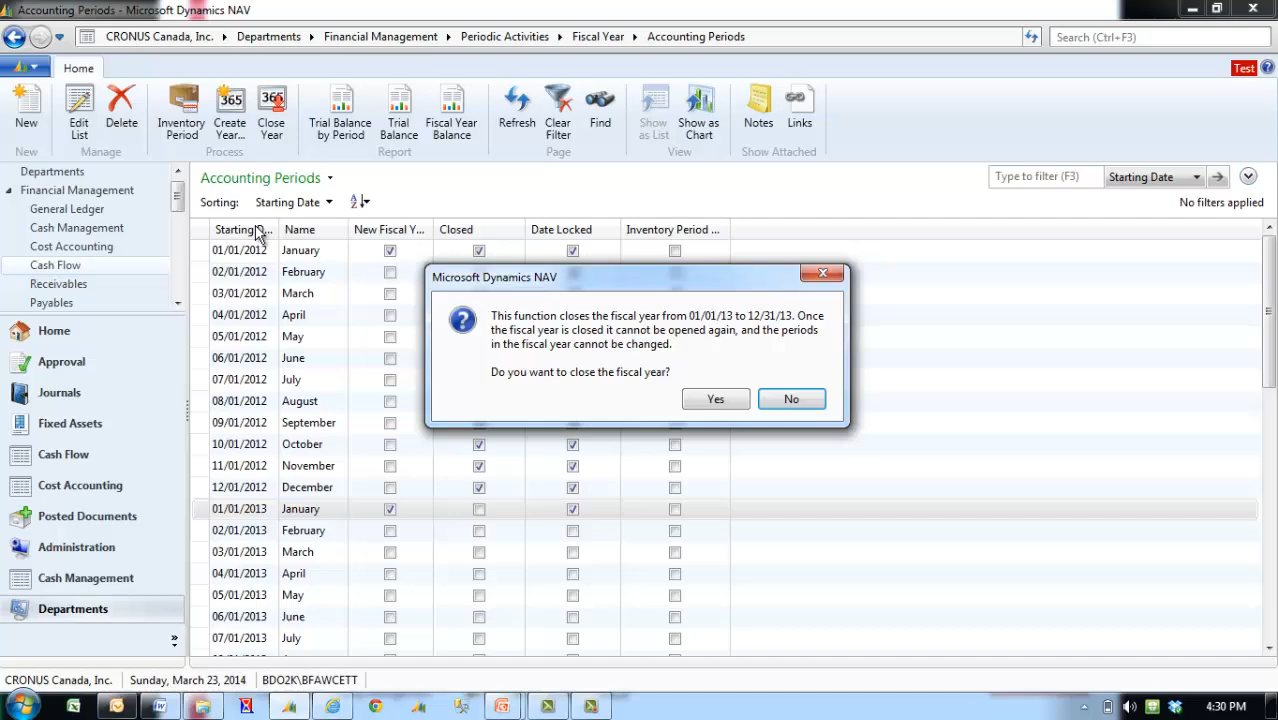 Accounting Periods - Microsoft Dynamics NAV
CRONUS Canada, Inc. Departments Financial Management Periodic Activities Fiscal Year Accounting Periods Search (Ctrl+F3)
Home Test
New Edit List Delete Inventory Period Create Year... Close Year Trial Balance by Period Trial Balance Fiscal Year Balance Refresh Clear Filter Find Show as List Show as Chart Notes Links
New Manage Process Report Page View Show Attached
Departments
Financial Management
General Ledger
Cash Management
Cost Accounting
Cash Flow
Receivables
Payables
Home
Approval
Journals
Fixed Assets
Cash Flow
Cost Accounting
Posted Documents
Administration
Cash Management
Departments
Accounting Periods Type to filter (F3) Starting Date
Sorting: Starting Date No filters applied
Name New Fiscal Y... Closed Date Locked Inventory Period ...
01/01/2012 January
02/01/2012 February
03/01/2012 March
04/01/2012 April
05/01/2012 May
06/01/2012 June
07/01/2012 July
08/01/2012 August
09/01/2012 September
10/01/2012 October
11/01/2012 November
12/01/2012 December
01/01/2013 January
02/01/2013 February
03/01/2013 March
04/01/2013 April
05/01/2013 May
06/01/2013 June
07/01/2013 July
Microsoft Dynamics NAV
This function closes the fiscal year from 01/01/13 to 12/31/13. Once
the fiscal year is closed it cannot be opened again, and the periods
in the fiscal year cannot be changed.
Do you want to close the fiscal year?
Yes No
CRONUS Canada, Inc. Sunday, March 23, 2014 BDO2K\BFAWCETT
4:30 PM